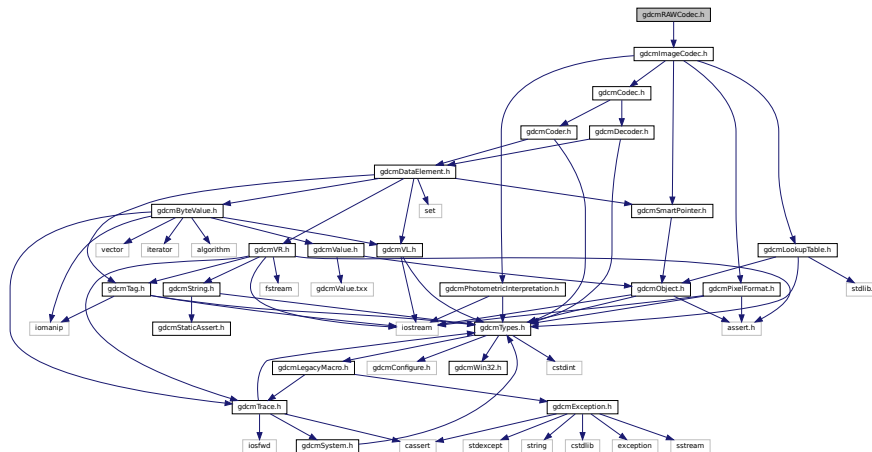 gdcmRAWCodec.h
gdcmImageCodec.h
gdcmCodec.h
gdcmCoder.h
gdcmDecoder.h
gdcmDataElement.h
gdcmByteValue.h
set
gdcmSmartPointer.h
vector
iterator
algorithm
gdcmVR.h
gdcmValue.h
gdcmVL.h
gdcmLookupTable.h
gdcmTag.h
gdcmString.h
fstream
gdcmValue.txx
gdcmPhotometricInterpretation.h
gdcmObject.h
gdcmPixelFormat.h
stdlib.
iomanip
gdcmStaticAssert.h
iostream
gdcmTypes.h
assert.h
gdcmLegacyMacro.h
gdcmConfigure.h
gdcmWin32.h
cstdint
gdcmTrace.h
gdcmException.h
iosfwd
gdcmSystem.h
cassert
stdexcept
string
cstdlib
exception
sstream